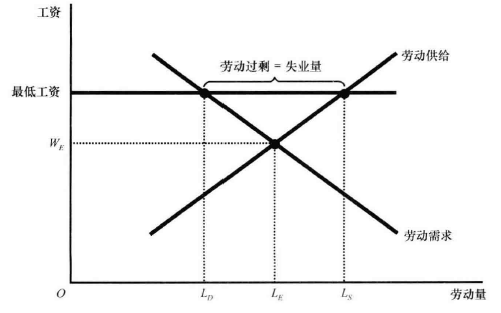 工资
劳动供给
劳动过剩 = 失业量
最低工资
W_E
劳动需求
O
L_D
L_E
L_S
劳动量